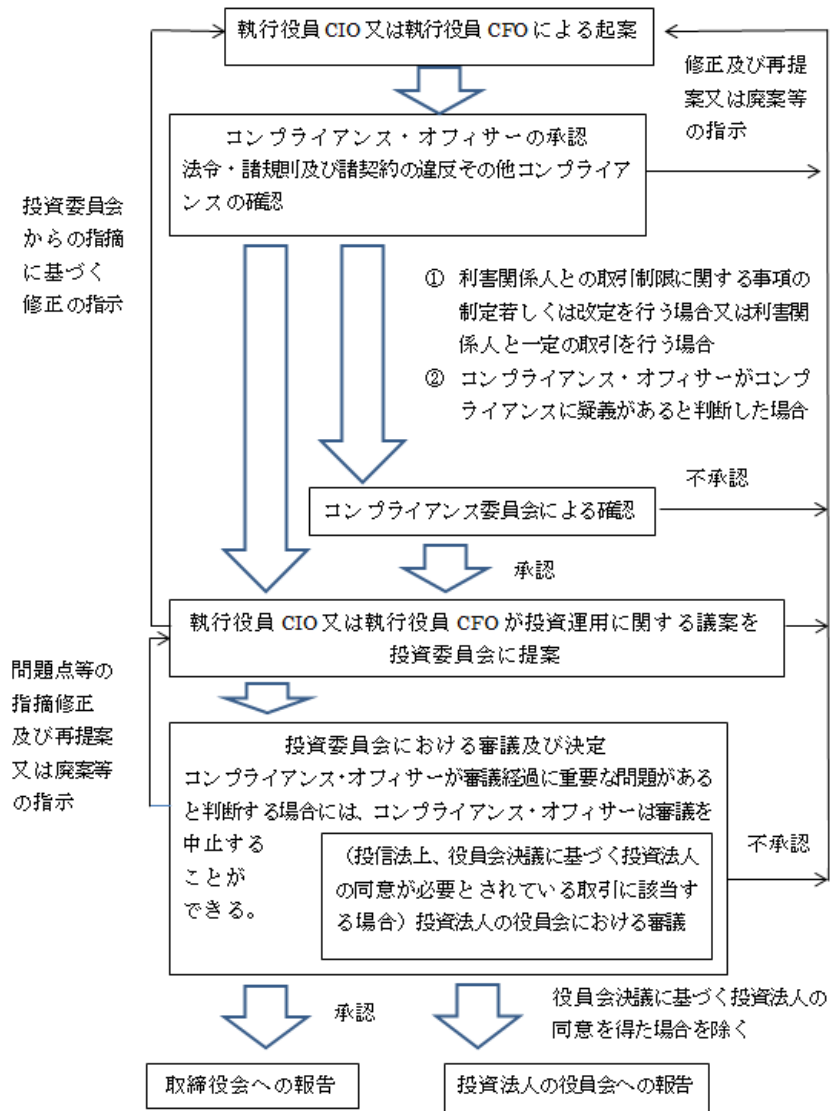 執行役員 CIO 又は執行役員 CFO による起案
修正及び再提
案又は廃案等
の指示
コンプライアンス・オフィサーの承認
法令・諸規則及び諸契約の違反その他コンプライア
ンスの確認
投資委員会
からの指摘
に基づく
修正の指示
① 利害関係人との取引制限に関する事項の
制定若しくは改定を行う場合又は利害関
係人と一定の取引を行う場合
② コンプライアンス・オフィサーがコンプ
ライアンスに疑義があると判断した場合
コンプライアンス委員会による確認
不承認
承認
執行役員 CIO 又は執行役員 CFO が投資運用に関する議案を
投資委員会に提案
問題点等の
指摘修正
及び再提案
又は廃案等
の指示
投資委員会における審議及び決定
コンプライアンス・オフィサーが審議経過に重要な問題がある
と判断する場合には、コンプライアンス・オフィサーは審議を
中止する
ことが
できる。
（投信法上、役員会決議に基づく投資法人
の同意が必要とされている取引に該当す
る場合）投資法人の役員会における審議
不承認
承認
役員会決議に基づく投資法人の
同意を得た場合を除く
取締役会への報告
投資法人の役員会への報告